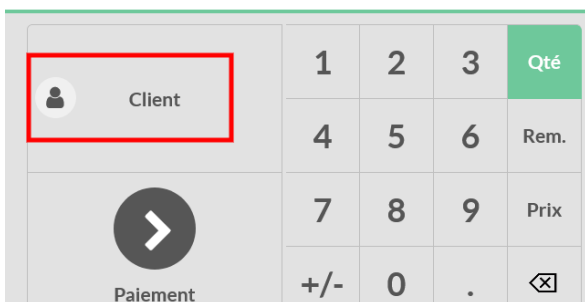 1 2 3 Qté
Client
4 5 6 Rem.
7 8 9 Prix
Paiement
+/- 0 .